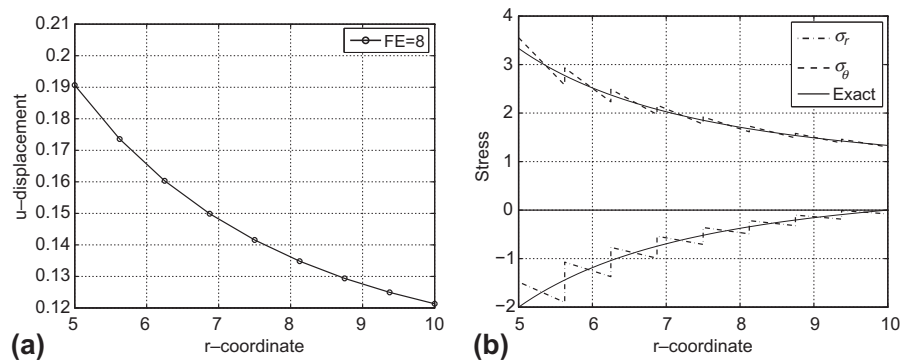 0.21
0.2
0.19
0.18
0.17
0.16
0.15
0.14
0.13
0.12
5 6 7 8 9 10
u–displacement
r–coordinate
FE=8
(a)
4
3
2
1
0
−1
−2
5 6 7 8 9 10
Stress
r–coordinate
σr
σθ
Exact
(b)